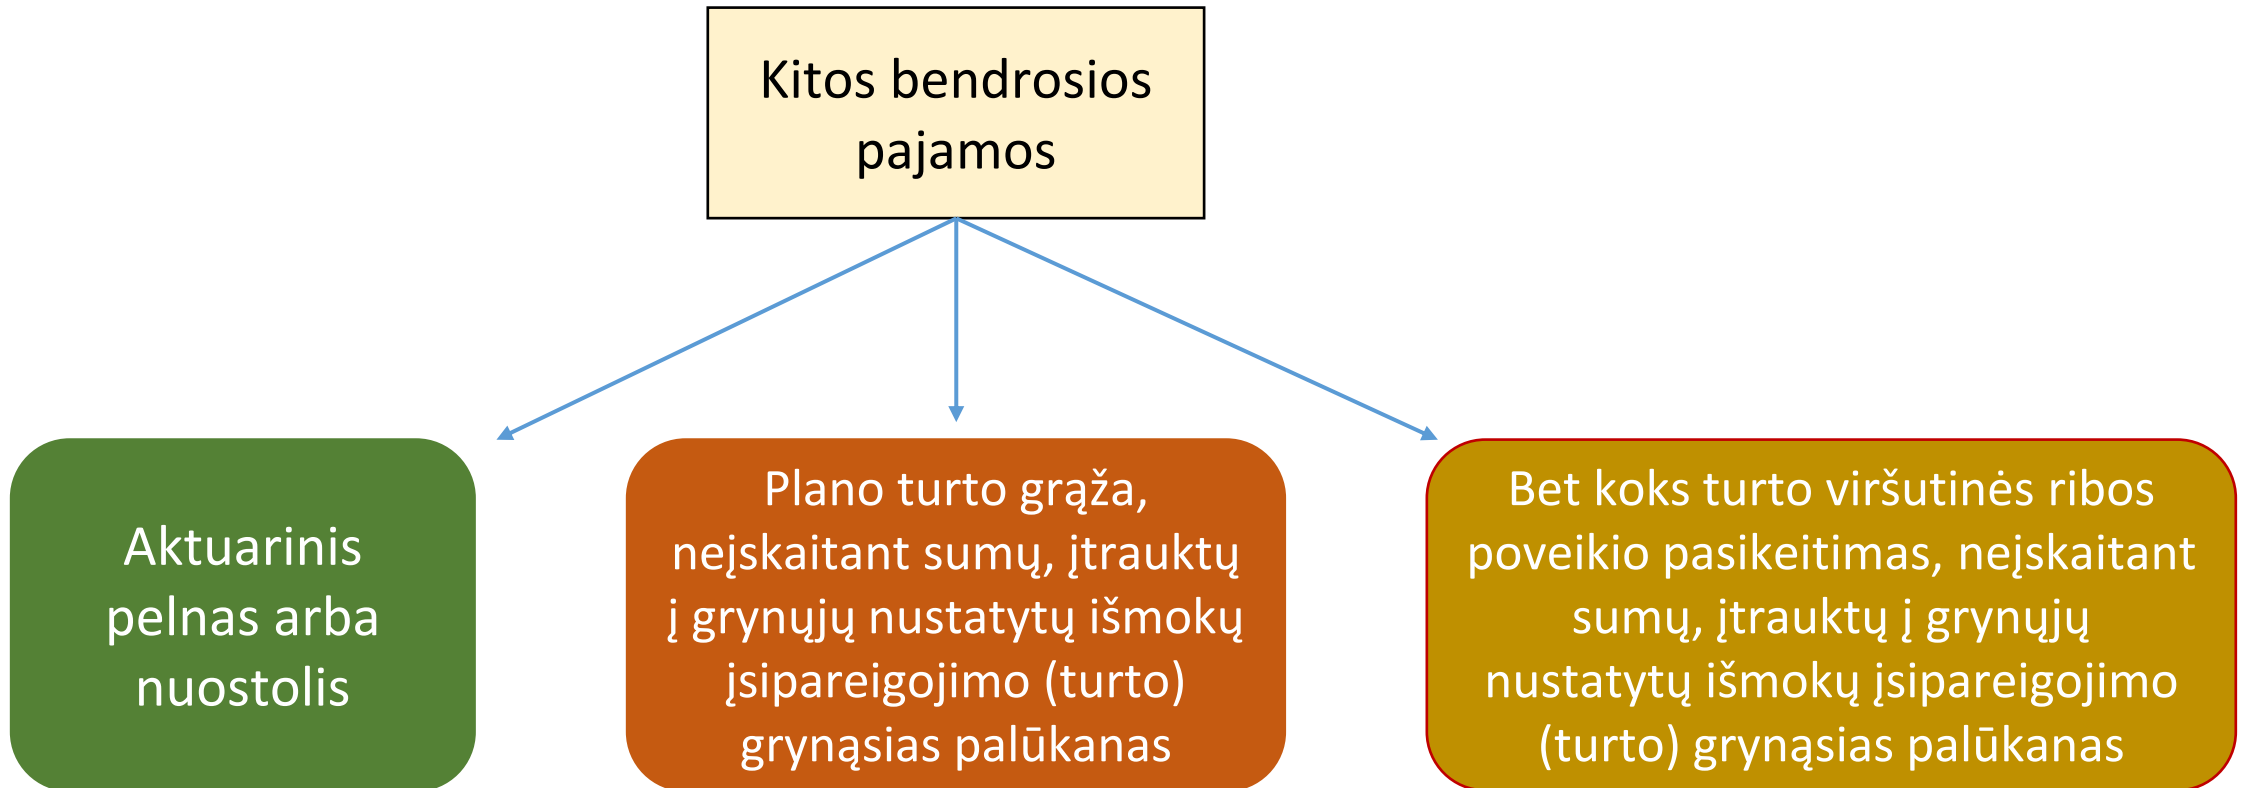 Kitos bendrosios
pajamos
Aktuarinis
pelnas arba
nuostolis
Plano turto grąža,
neįskaitant sumų, įtrauktų
į grynųjų nustatytų išmokų
įsipareigojimo (turto)
grynąsias palūkanas
Bet koks turto viršutinės ribos
poveikio pasikeitimas, neįskaitant
sumų, įtrauktų į grynųjų
nustatytų išmokų įsipareigojimo
(turto) grynąsias palūkanas